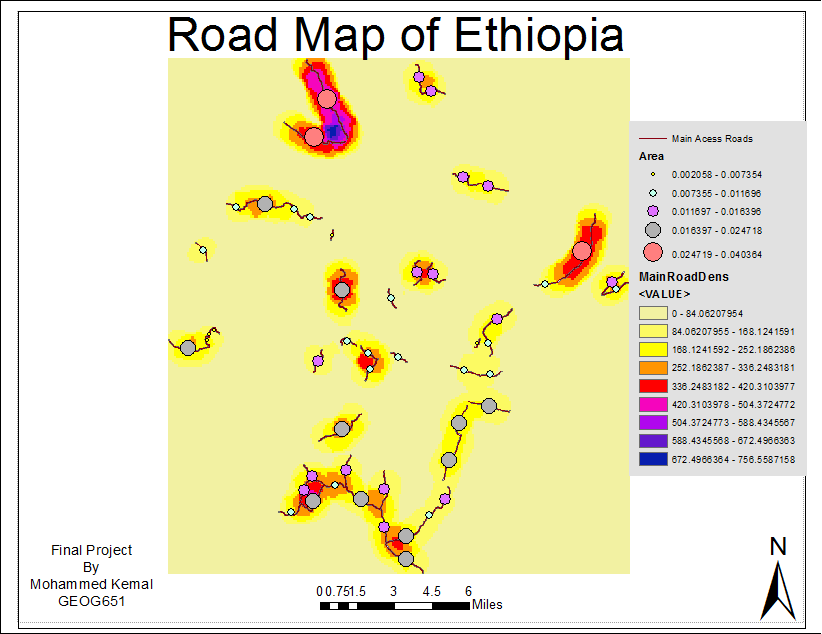 Road Map of Ethiopia
Main Acess Roads
Area
0.002058 - 0.007354
0.007355 - 0.011696
0.011697 - 0.016396
0.016397 - 0.024718
0.024719 - 0.040364
MainRoadDens
<VALUE>
0 - 84.06207954
84.06207955 - 168.1241591
168.1241592 - 252.1862386
252.1862387 - 336.2483181
336.2483182 - 420.3103977
420.3103978 - 504.3724772
504.3724773 - 588.4345567
588.4345568 - 672.4966363
672.4966364 - 756.5587158
Final Project
By
Mohammed Kemal
GEOG651
0 0.75 1.5 3 4.5 6
Miles
N